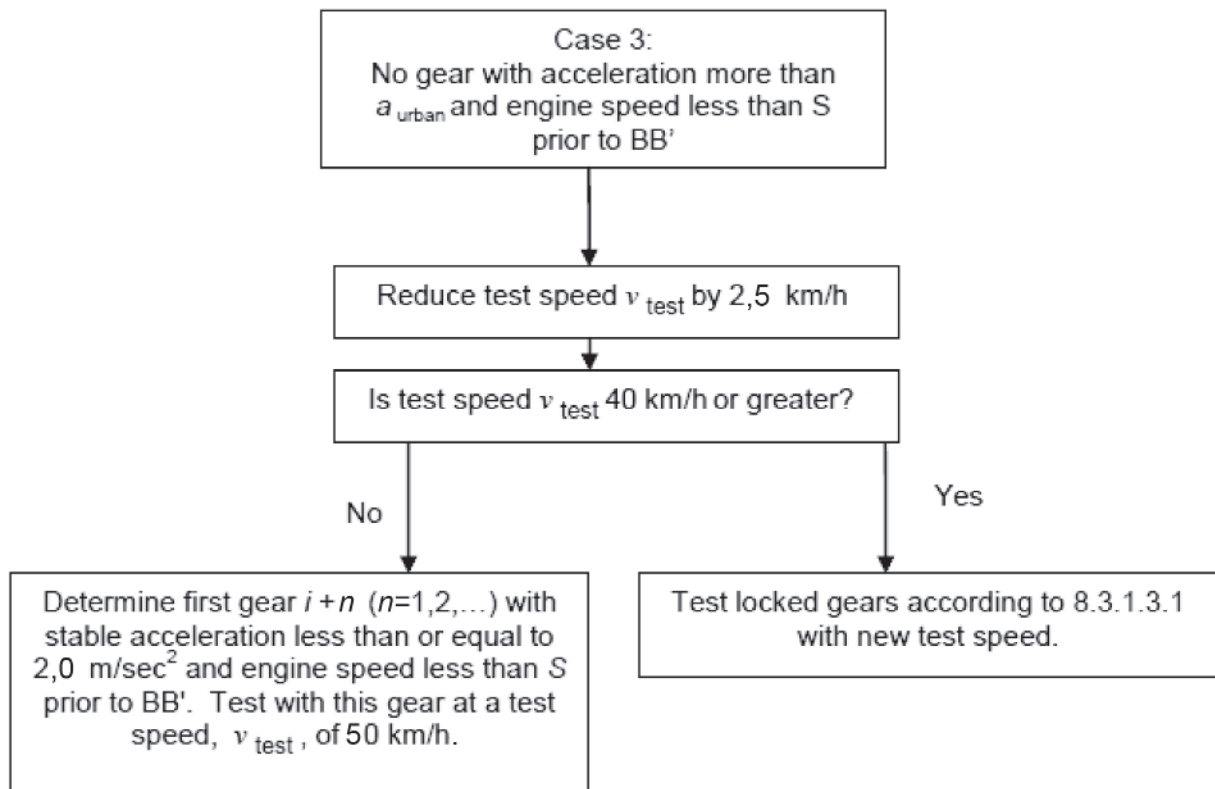 Case 3:
No gear with acceleration more than
a urban and engine speed less than S
prior to BB’
Reduce test speed v test by 2,5 km/h
Is test speed v test 40 km/h or greater?
No
Yes
Determine first gear i +n (n=1,2,...) with
stable acceleration less than or equal to
2,0 m/sec² and engine speed less than S
prior to BB'. Test with this gear at a test
speed, v test , of 50 km/h.
Test locked gears according to 8.3.1.3.1
with new test speed.